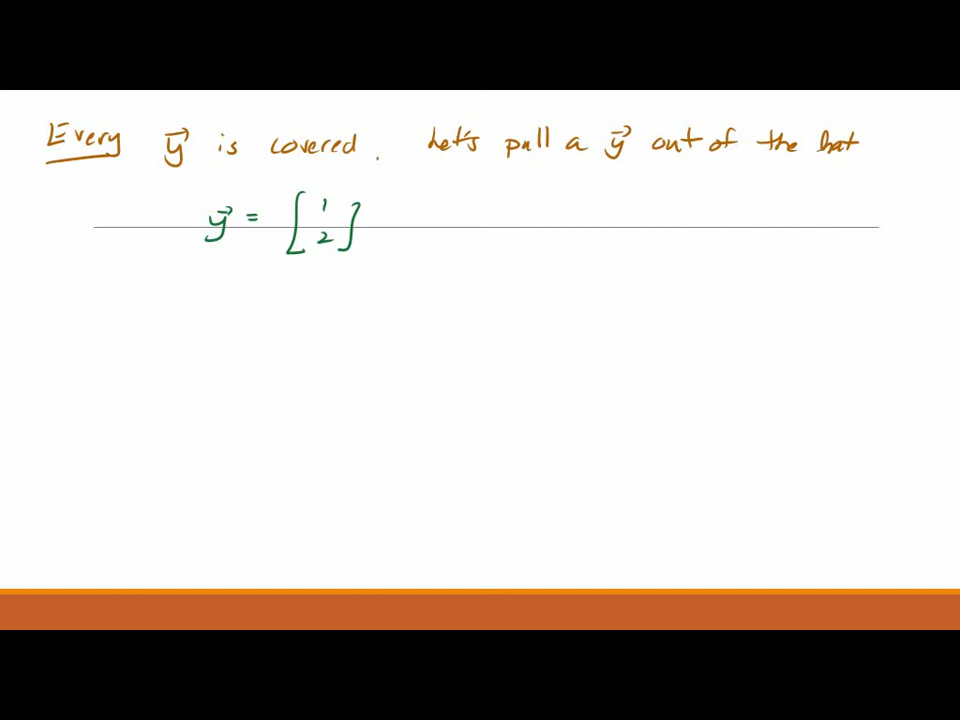 Every y⃗ is covered. Let's pull a y⃗ out of the hat
y⃗ = [ 1
2 ]